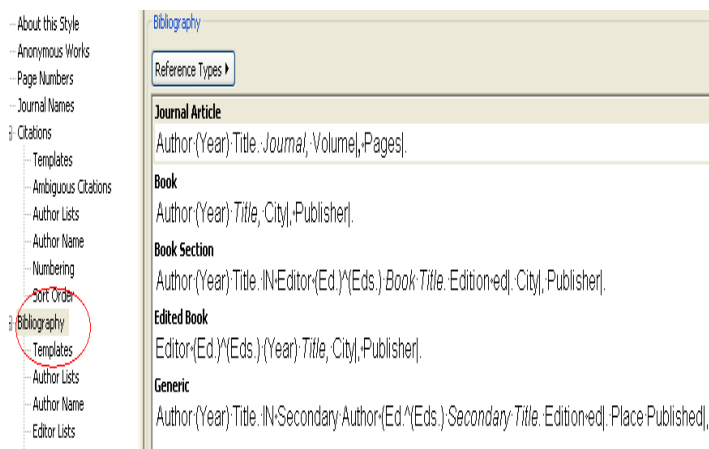 About this Style
Anonymous Works
Page Numbers
Journal Names
Citations
Templates
Ambiguous Citations
Author Lists
Author Name
Numbering
Sort Order
Bibliography
Templates
Author Lists
Author Name
Editor Lists
Bibliography
Reference Types
Journal Article
Author·(Year)·Title.·Journal,·Volume|,·Pages|.
Book
Author·(Year)·Title,·City|,·Publisher|.
Book Section
Author·(Year)·Title.·IN·Editor·(Ed.)^(Eds.)·Book·Title.·Edition·ed|.·City|,·Publisher|.
Edited Book
Editor·(Ed.)^(Eds.)·(Year)·Title,·City|,·Publisher|.
Generic
Author·(Year)·Title.·IN·Secondary·Author·(Ed.^(Eds.)·Secondary·Title.·Edition·ed|.·Place·Published|,